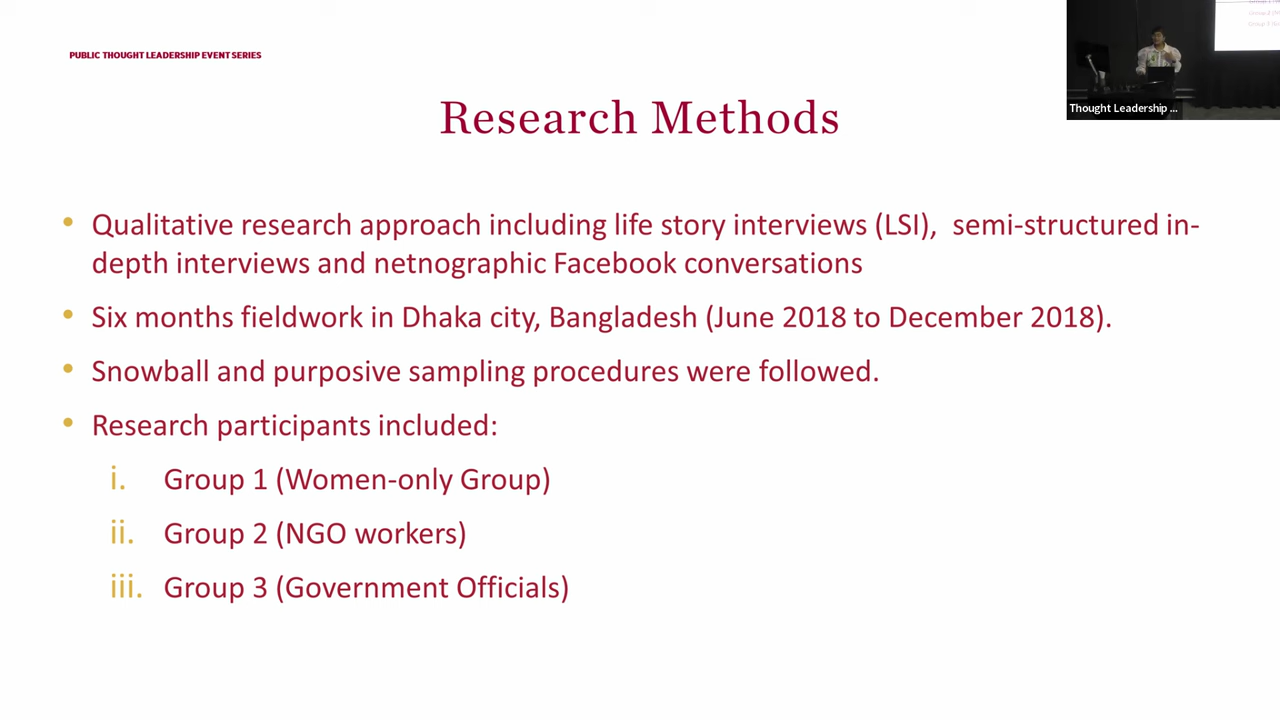 PUBLIC THOUGHT LEADERSHIP EVENT SERIES
Thought Leadership ...
Research Methods
• Qualitative research approach including life story interviews (LSI), semi-structured in-
depth interviews and netnographic Facebook conversations
• Six months fieldwork in Dhaka city, Bangladesh (June 2018 to December 2018).
• Snowball and purposive sampling procedures were followed.
• Research participants included:
i. Group 1 (Women-only Group)
ii. Group 2 (NGO workers)
iii. Group 3 (Government Officials)